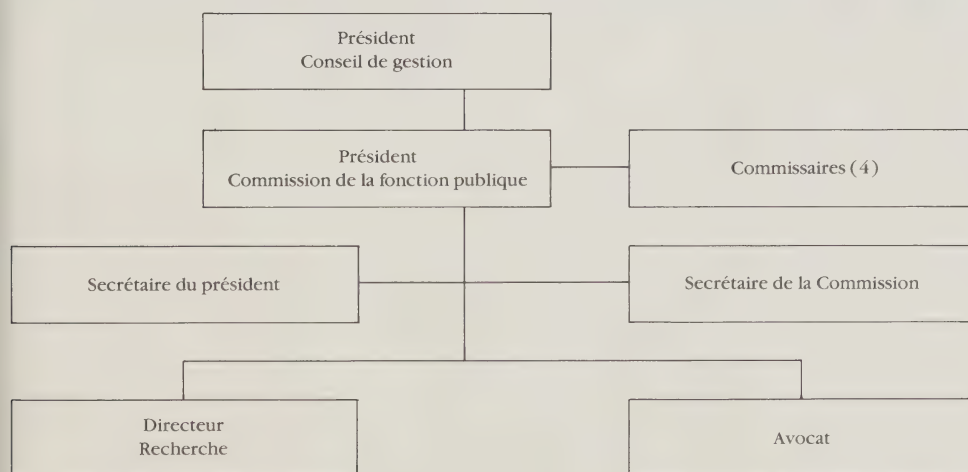 Président
Conseil de gestion
Président
Commission de la fonction publique
Commissaires (4)
Secrétaire du président
Secrétaire de la Commission
Directeur
Recherche
Avocat